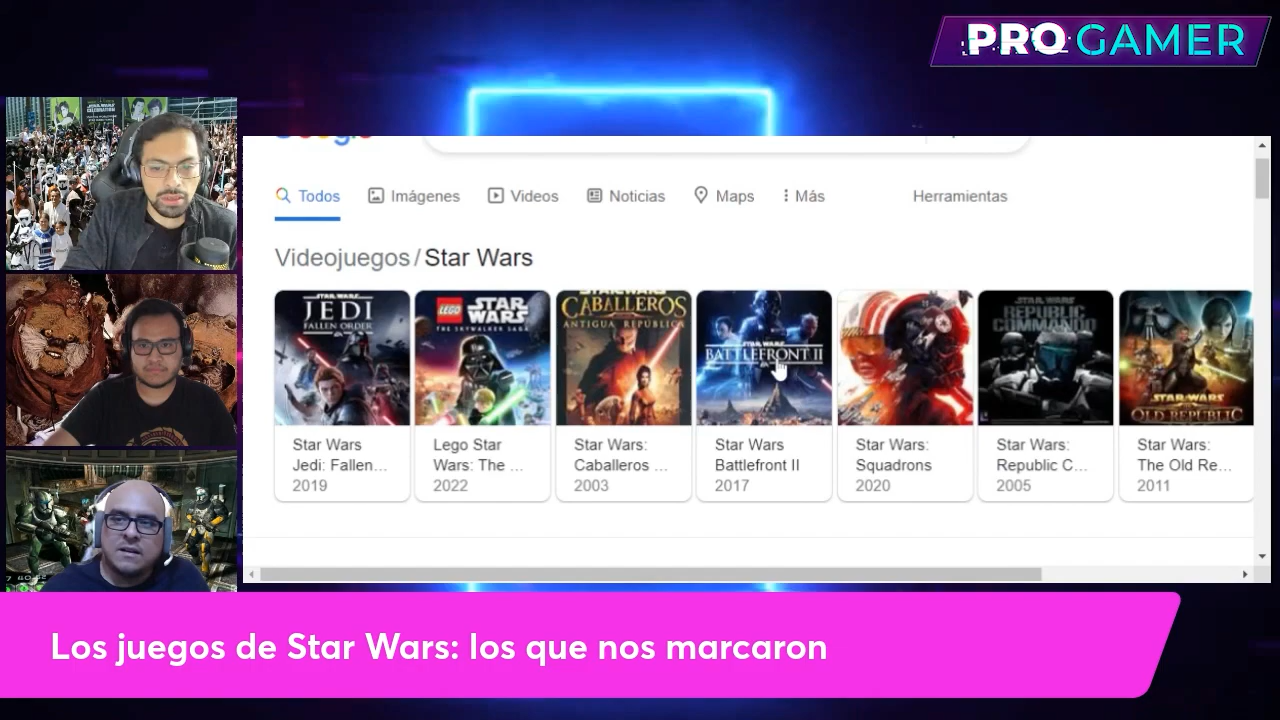 PRO GAMER
Todos
Imágenes
Videos
Noticias
Maps
Más
Herramientas
Videojuegos/Star Wars
STAR WARS
JEDI
FALLEN ORDER
LEGO STAR WARS
THE SKYWALKER SAGA
STAR WARS
CABALLEROS
ANTIGUA REPÚBLICA
STAR WARS
BATTLEFRONT II
STAR WARS
REPUBLIC
COMMANDO
STAR WARS
OLD REPUBLIC
Star Wars
Jedi: Fallen...
2019
Lego Star
Wars: The ...
2022
Star Wars:
Caballeros ...
2003
Star Wars
Battlefront II
2017
Star Wars:
Squadrons
2020
Star Wars:
Republic C...
2005
Star Wars:
The Old Re...
2011
Los juegos de Star Wars: los que nos marcaron